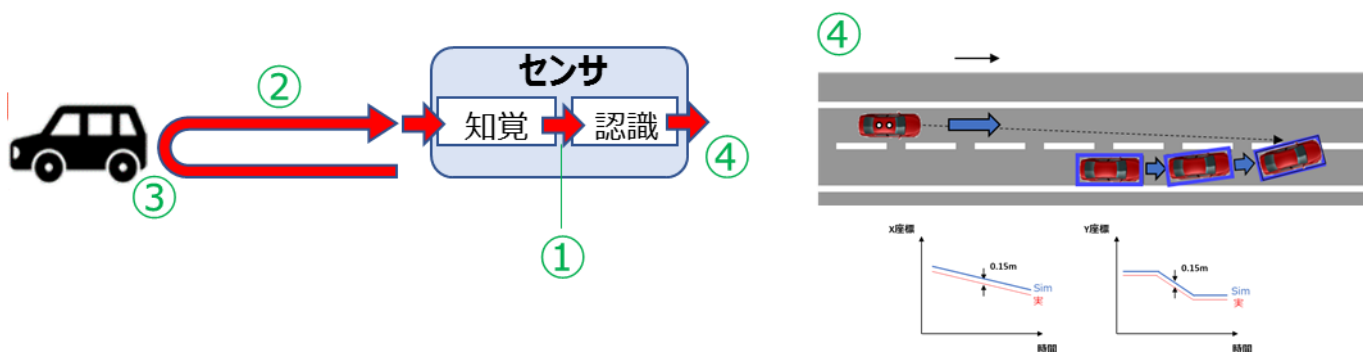 センサ
②
知覚
認識
③
④
①
④
X座標
0.15m
Sim
実
時間
Y座標
0.15m
Sim
実
時間